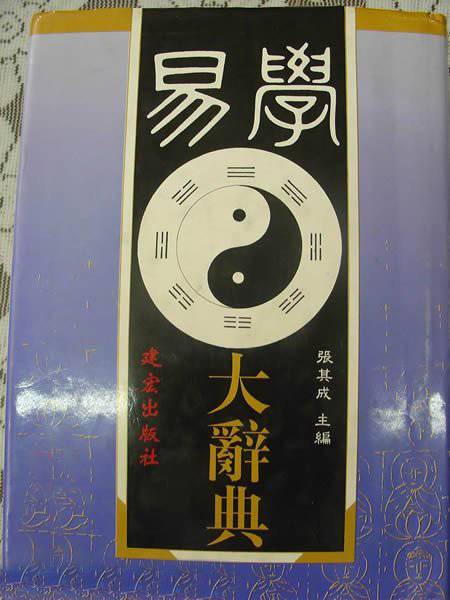 易學
大辭典
張其成 主編
建宏出版社